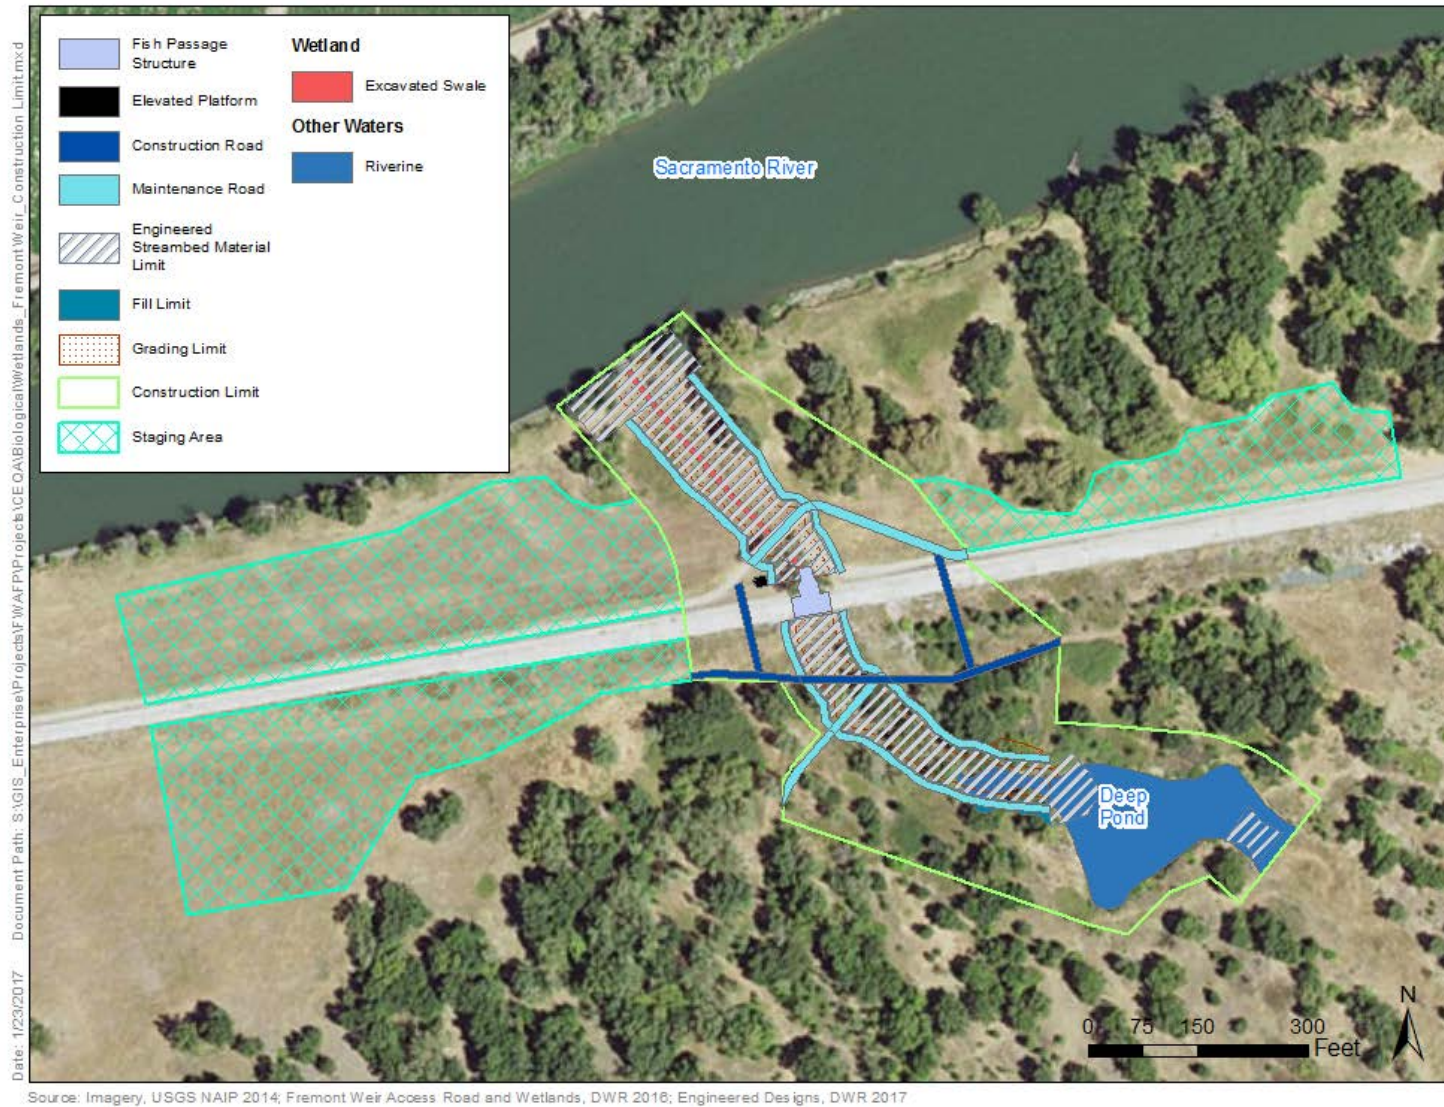 Fish Passage
Structure
Elevated Platform
Construction Road
Maintenance Road
Engineered
Streambed Material
Limit
Fill Limit
Grading Limit
Construction Limit
Staging Area
Wetland
Excavated Swale
Other Waters
Riverine
Sacramento River
Deep
Pond
N
0 75 150 300
Feet
Date: 1/23/2017 Document Path: S:\GIS_Enterprise\Projects\FWAFP\Projects\CEQA\Biological\Wetlands_FremontWeir_Construction Limit.mxd
Source: Imagery, USGS NAIP 2014; Fremont Weir Access Road and Wetlands, DWR 2016; Engineered Designs, DWR 2017